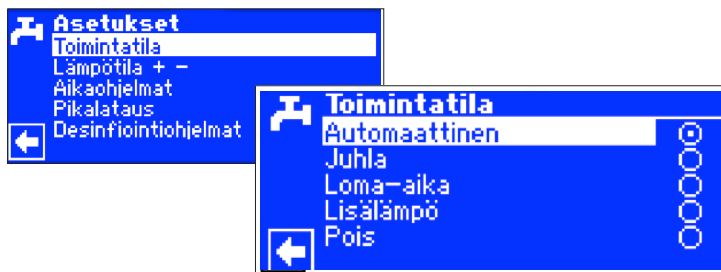 Asetukset
Toimintatila
Lämpötila + -
Aikaohjelmat
Pikalataus
Desinfiointiohjelmat
Toimintatila
Automaattinen
Juhla
Loma-aika
Lisälämpö
Pois